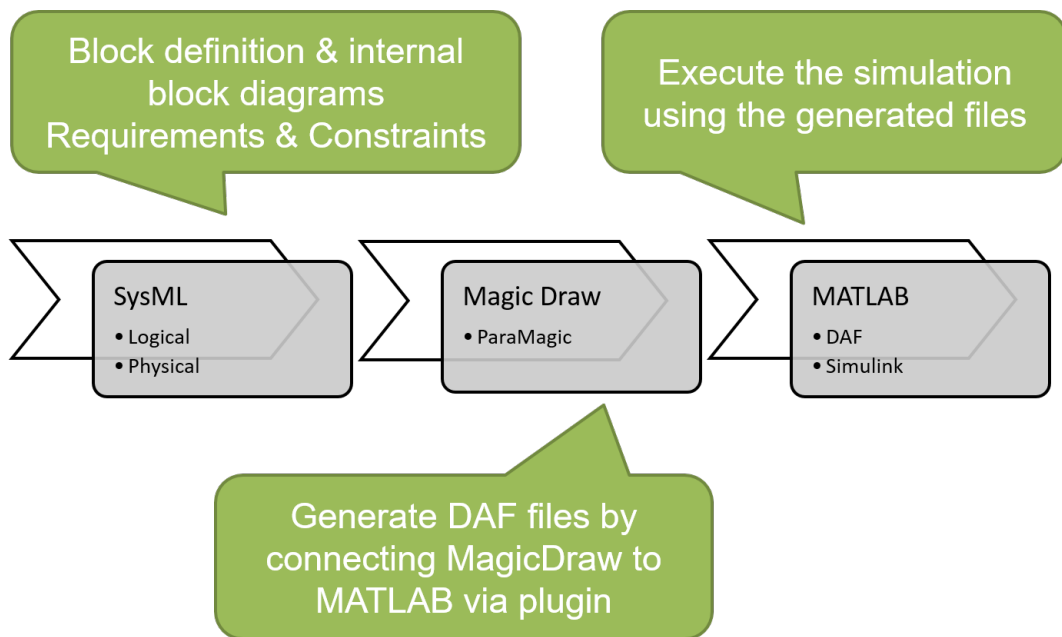 Block definition & internal
block diagrams
Requirements & Constraints
Execute the simulation
using the generated files
SysML
• Logical
• Physical
Magic Draw
• ParaMagic
MATLAB
• DAF
• Simulink
Generate DAF files by
connecting MagicDraw to
MATLAB via plugin